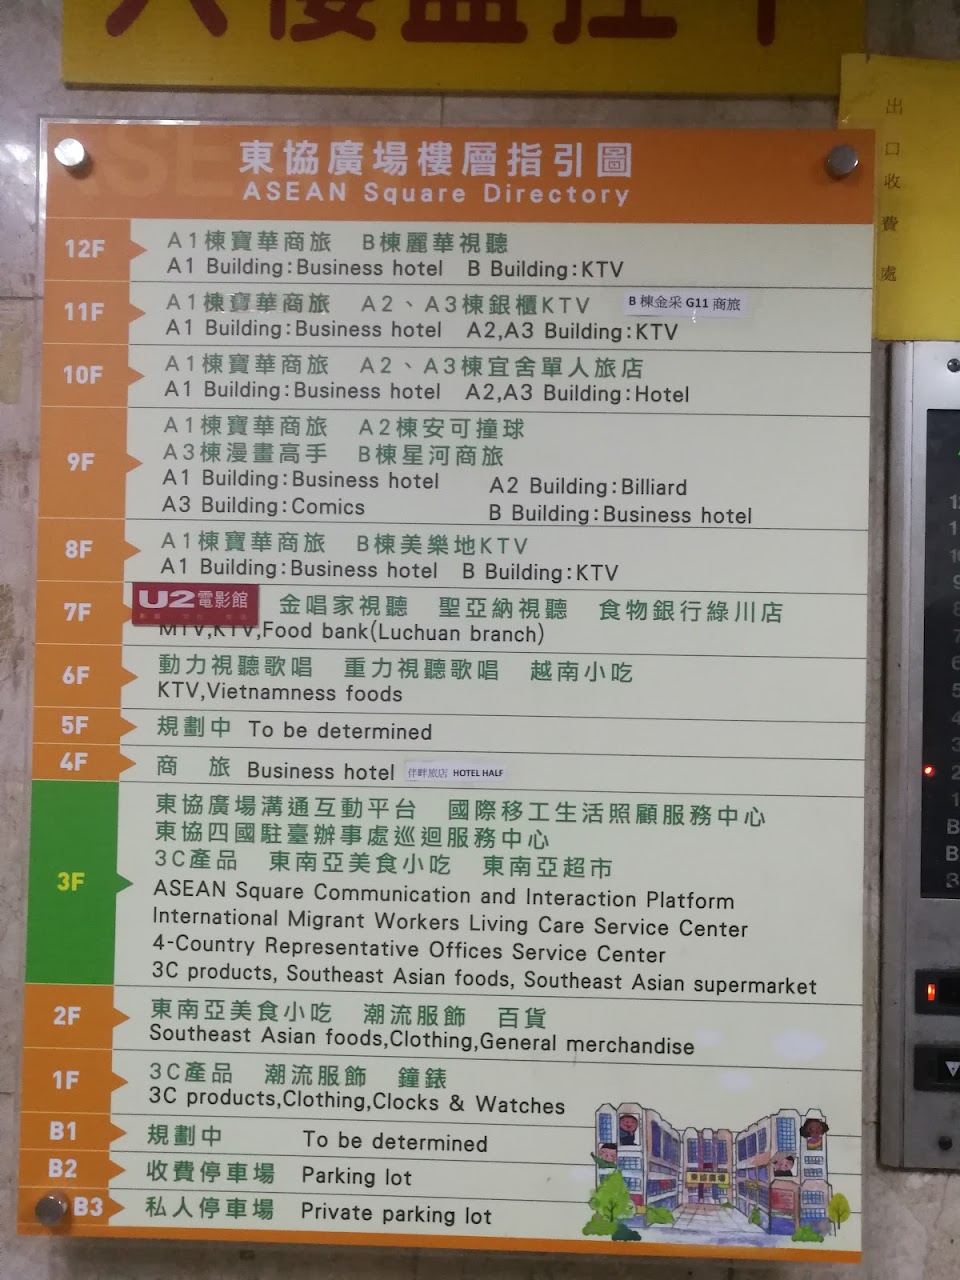 東協廣場樓層指引圖
ASEAN Square Directory
出口收費處
12F
A1棟寶華商旅 B棟麗華視聽
A1 Building:Business hotel B Building:KTV
11F
A1棟寶華商旅 A2、A3棟銀櫃KTV B棟金采G11商旅
A1 Building:Business hotel A2,A3 Building:KTV
10F
A1棟寶華商旅 A2、A3棟宜舍單人旅店
A1 Building:Business hotel A2,A3 Building:Hotel
9F
A1棟寶華商旅 A2棟安可撞球
A3棟漫畫高手 B棟星河商旅
A1 Building:Business hotel A2 Building:Billiard
A3 Building:Comics B Building:Business hotel
8F
A1棟寶華商旅 B棟美樂地KTV
A1 Building:Business hotel B Building:KTV
7F
U2電影館 金唱家視聽 聖亞納視聽 食物銀行綠川店
MTV,KTV,Food bank(Luchuan branch)
6F
動力視聽歌唱 重力視聽歌唱 越南小吃
KTV,Vietnamness foods
5F
規劃中 To be determined
4F
商 旅 Business hotel 伴畔旅店 HOTEL HALF
3F
東協廣場溝通互動平台 國際移工生活照顧服務中心
東協四國駐臺辦事處巡迴服務中心
3C產品 東南亞美食小吃 東南亞超市
ASEAN Square Communication and Interaction Platform
International Migrant Workers Living Care Service Center
4-Country Representative Offices Service Center
3C products, Southeast Asian foods, Southeast Asian supermarket
2F
東南亞美食小吃 潮流服飾 百貨
Southeast Asian foods,Clothing,General merchandise
1F
3C產品 潮流服飾 鐘錶
3C products,Clothing,Clocks & Watches
B1
規劃中 To be determined
B2
收費停車場 Parking lot
B3
私人停車場 Private parking lot
東協廣場